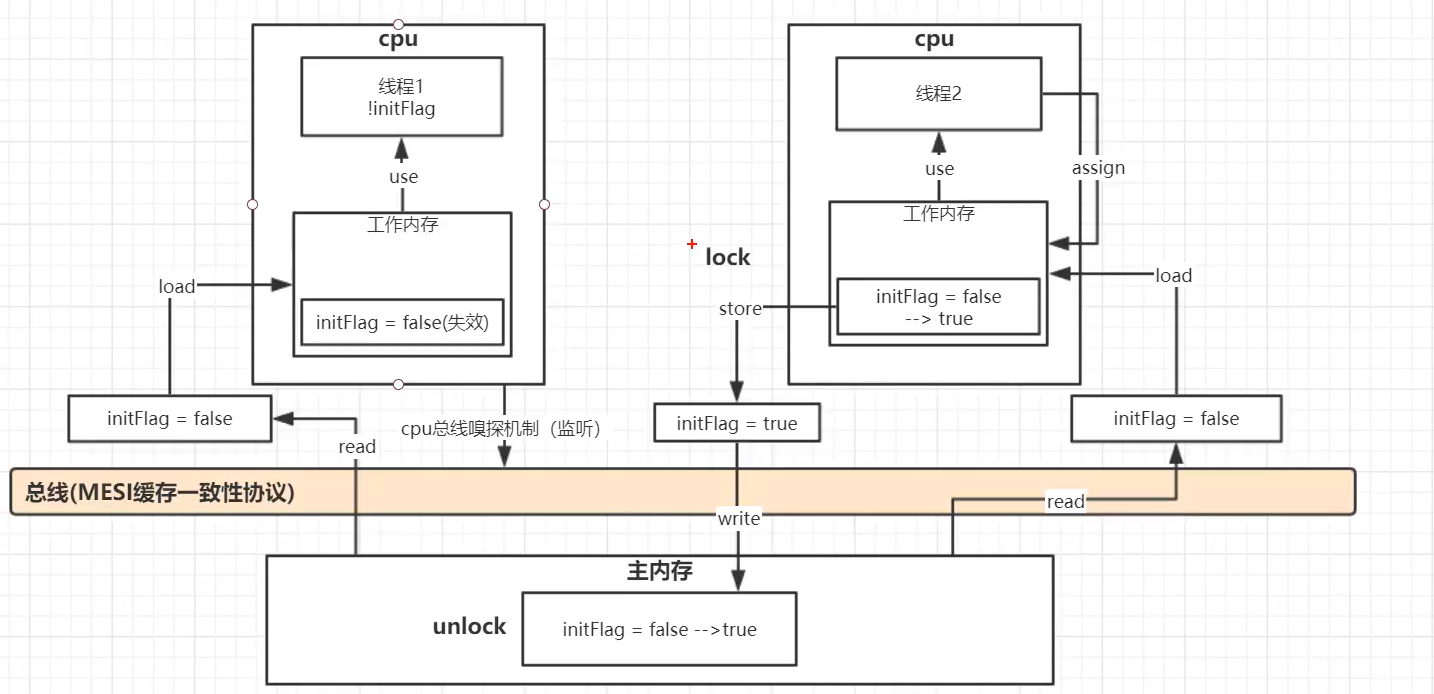 cpu
线程1
!initFlag
use
工作内存
load
initFlag = false(失效)
initFlag = false
read
cpu总线嗅探机制（监听）
cpu
线程2
use
assign
工作内存
lock
store
load
initFlag = false
--> true
initFlag = true
initFlag = false
总线(MESI缓存一致性协议)
write
read
主内存
unlock
initFlag = false -->true